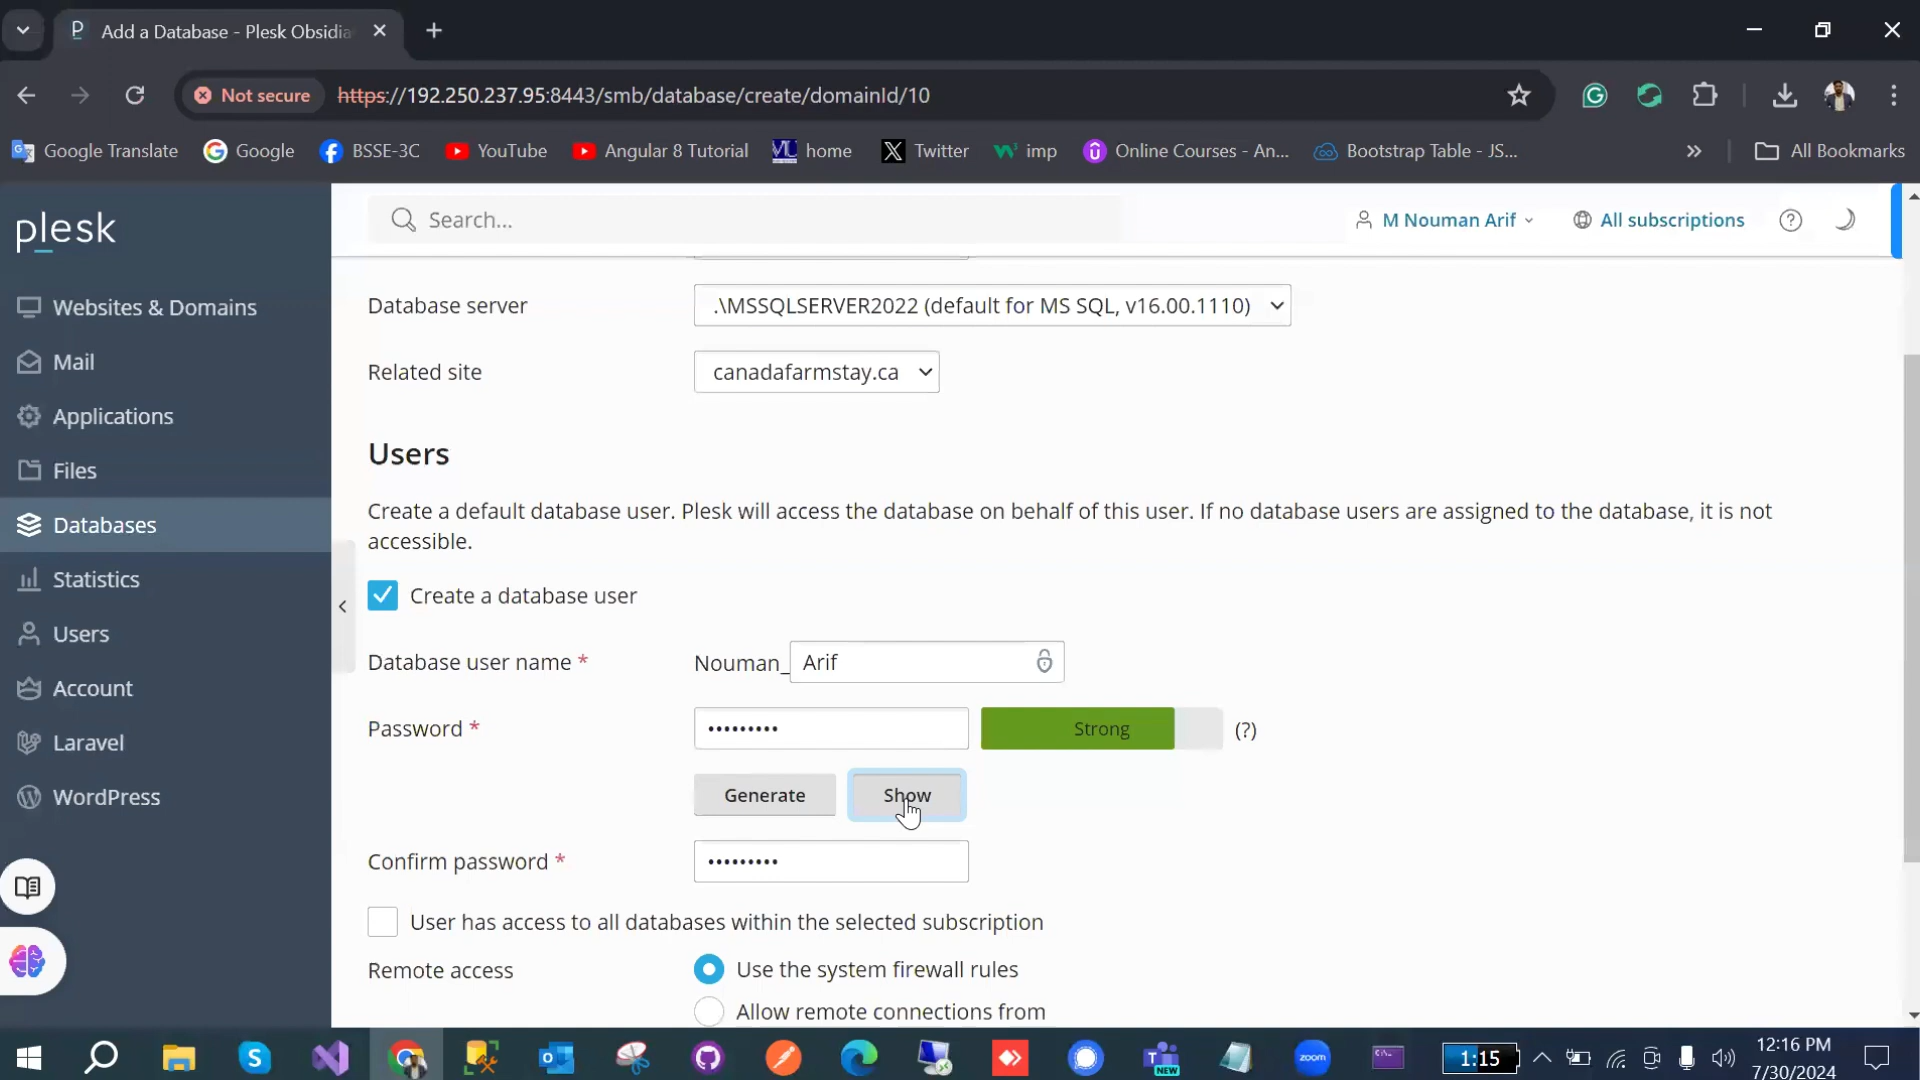 Add a Database - Plesk Obsidia
Not secure https://192.250.237.95:8443/smb/database/create/domainId/10
Google Translate Google BSSE-3C YouTube Angular 8 Tutorial VU home X Twitter imp Online Courses - An... Bootstrap Table - JS... » All Bookmarks
plesk
Search...
M Nouman Arif
All subscriptions
Websites & Domains
Mail
Applications
Files
Databases
Statistics
Users
Account
Laravel
WordPress
Database server .\MSSQLSERVER2022 (default for MS SQL, v16.00.1110)
Related site canadafarmstay.ca
Users
Create a default database user. Plesk will access the database on behalf of this user. If no database users are assigned to the database, it is not
accessible.
Create a database user
Database user name * Nouman_ Arif
Password * ••••••••• Strong (?)
Generate Show
Confirm password * •••••••••
User has access to all databases within the selected subscription
Remote access Use the system firewall rules
Allow remote connections from
NEW
zoom
1:15
12:16 PM
7/30/2024